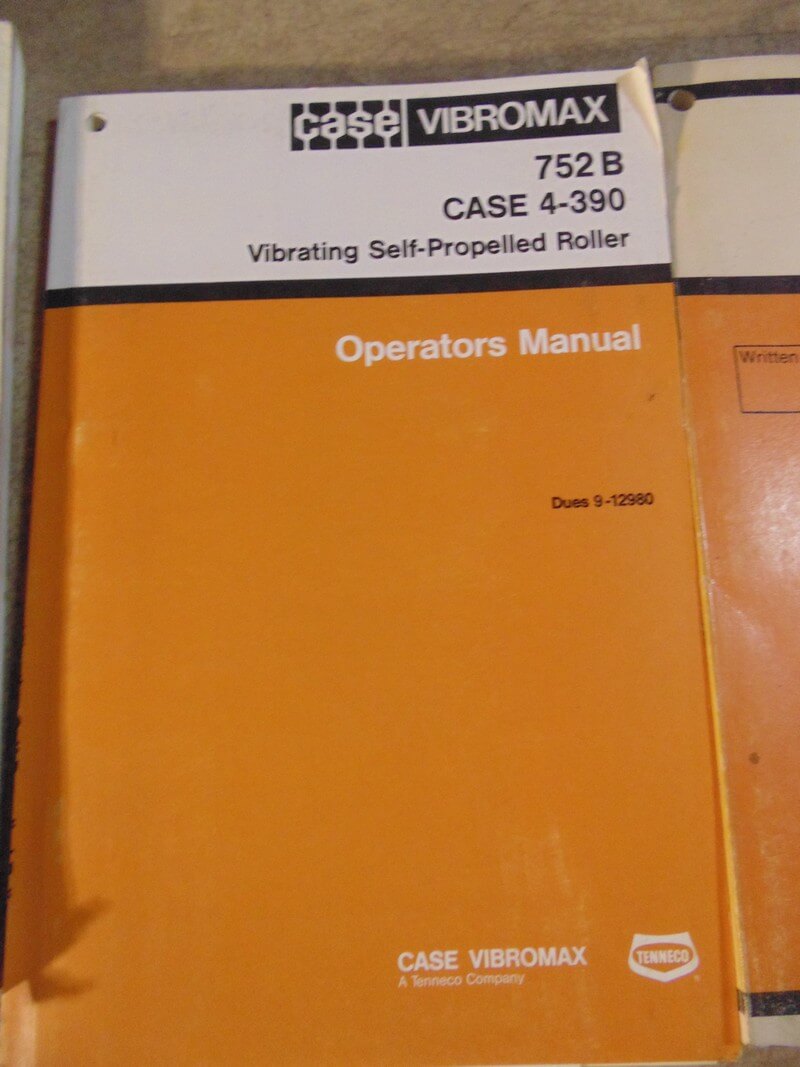 case VIBROMAX
752 B
CASE 4-390
Vibrating Self-Propelled Roller
Operators Manual
Dues 9-12980
CASE VIBROMAX
A Tenneco Company
TENNECO
Written